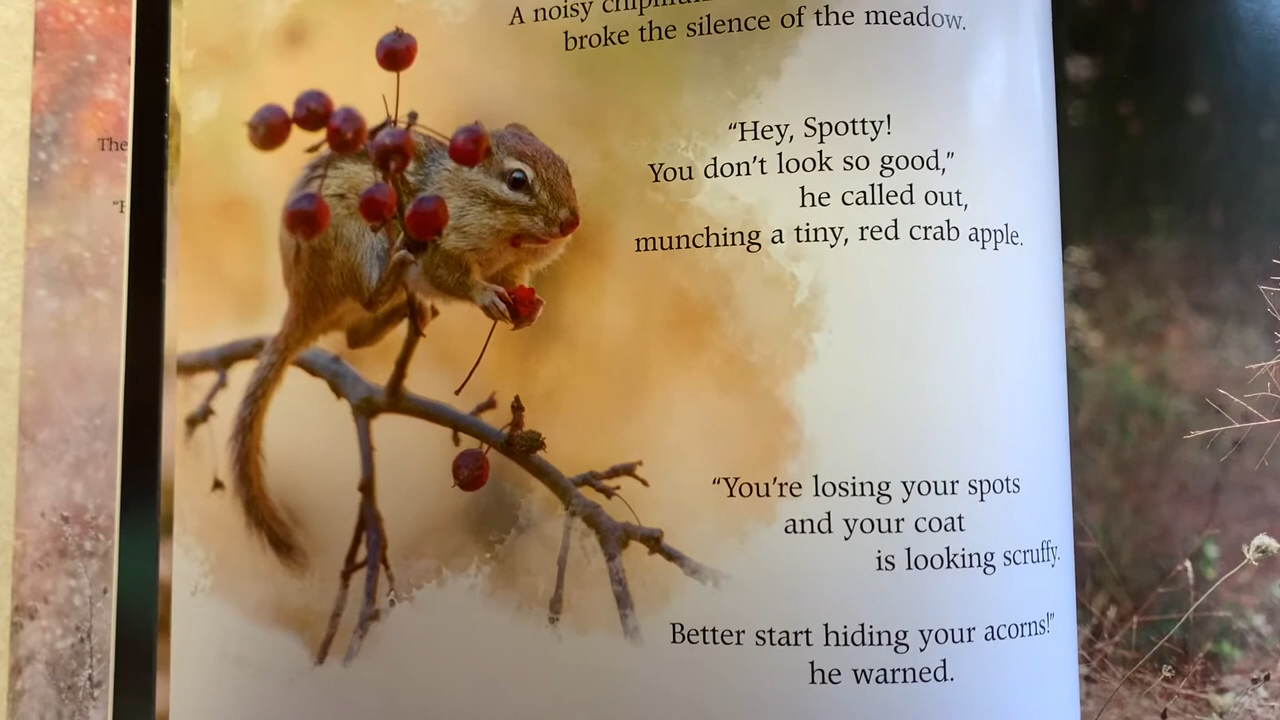 A noisy
broke the silence of the meadow.
“Hey, Spotty!
You don’t look so good,”
he called out,
munching a tiny, red crab apple.
“You’re losing your spots
and your coat
is looking scruffy.
Better start hiding your acorns!”
he warned.
The